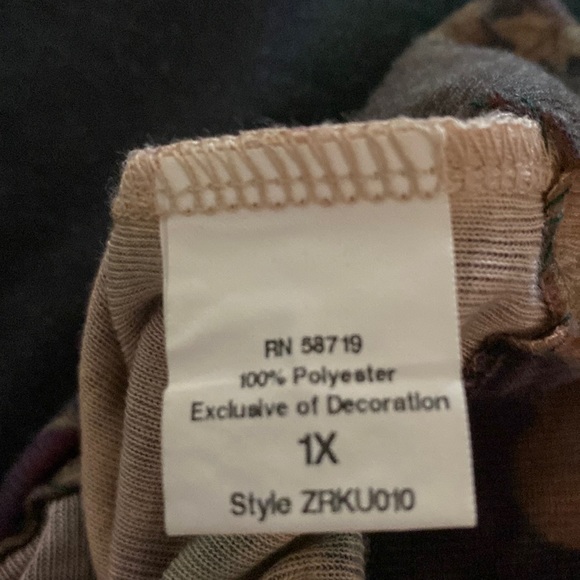 RN 58719
100% Polyester
Exclusive of Decoration
1X
Style ZRKU010